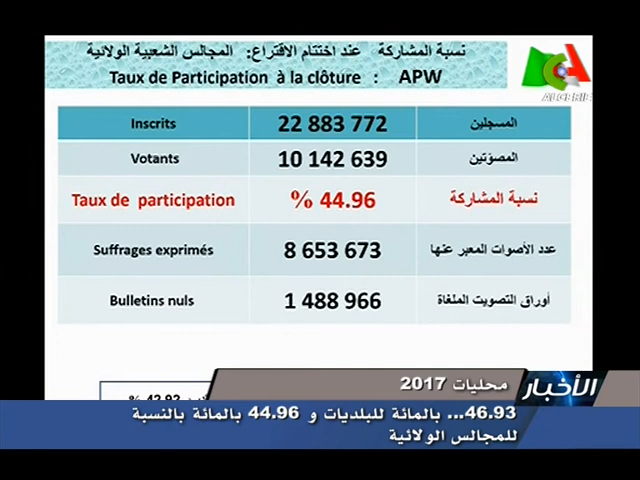 نسبة المشاركة عند اختتام الاقتراع: المجالس الشعبية الولائية
Taux de Participation à la clôture : APW
ALGERIE
Inscrits 22 883 772 المسجلين
Votants 10 142 639 المصوّتين
Taux de participation % 44.96 نسبة المشاركة
Suffrages exprimés 8 653 673 عدد الأصوات المعبر عنها
Bulletins nuls 1 488 966 أوراق التصويت الملغاة
محليات 2017
الأخبار
46.93... بالمائة للبلديات و 44.96 بالمائة بالنسبة
للمجالس الولائية